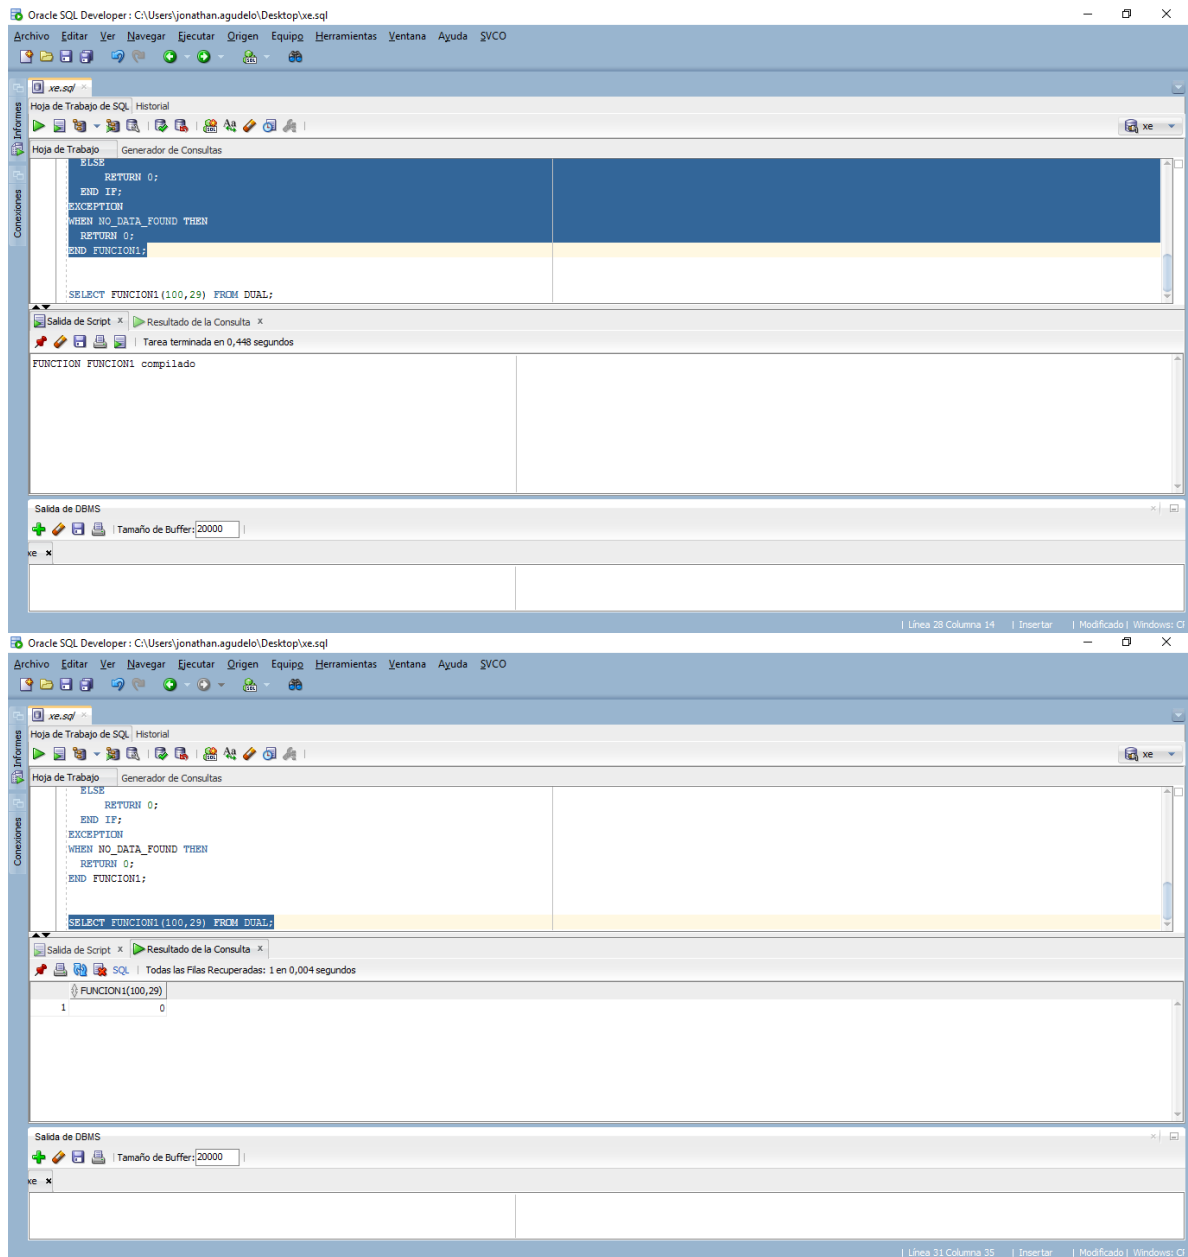 Oracle SQL Developer : C:\Users\jonathan.agudelo\Desktop\xe.sql
Archivo Editar Ver Navegar Ejecutar Origen Equipo Herramientas Ventana Ayuda SVCO
xe.sql
Hoja de Trabajo de SQL Historial
Informes
xe
Hoja de Trabajo Generador de Consultas
Conexiones
ELSE
RETURN 0;
END IF;
EXCEPTION
WHEN NO_DATA_FOUND THEN
RETURN 0;
END FUNCION1;
SELECT FUNCION1(100,29) FROM DUAL;
Salida de Script x Resultado de la Consulta x
Tarea terminada en 0,448 segundos
FUNCTION FUNCION1 compilado
Salida de DBMS
Tamaño de Buffer: 20000
xe
Línea 28 Columna 14 | Insertar | Modificado | Windows: Cl
Oracle SQL Developer : C:\Users\jonathan.agudelo\Desktop\xe.sql
Archivo Editar Ver Navegar Ejecutar Origen Equipo Herramientas Ventana Ayuda SVCO
xe.sql
Hoja de Trabajo de SQL Historial
Informes
xe
Hoja de Trabajo Generador de Consultas
Conexiones
ELSE
RETURN 0;
END IF;
EXCEPTION
WHEN NO_DATA_FOUND THEN
RETURN 0;
END FUNCION1;
SELECT FUNCION1(100,29) FROM DUAL;
Salida de Script x Resultado de la Consulta x
SQL | Todas las Filas Recuperadas: 1 en 0,004 segundos
FUNCION1(100,29)
1 0
Salida de DBMS
Tamaño de Buffer: 20000
xe
Línea 31 Columna 35 | Insertar | Modificado | Windows: Cl